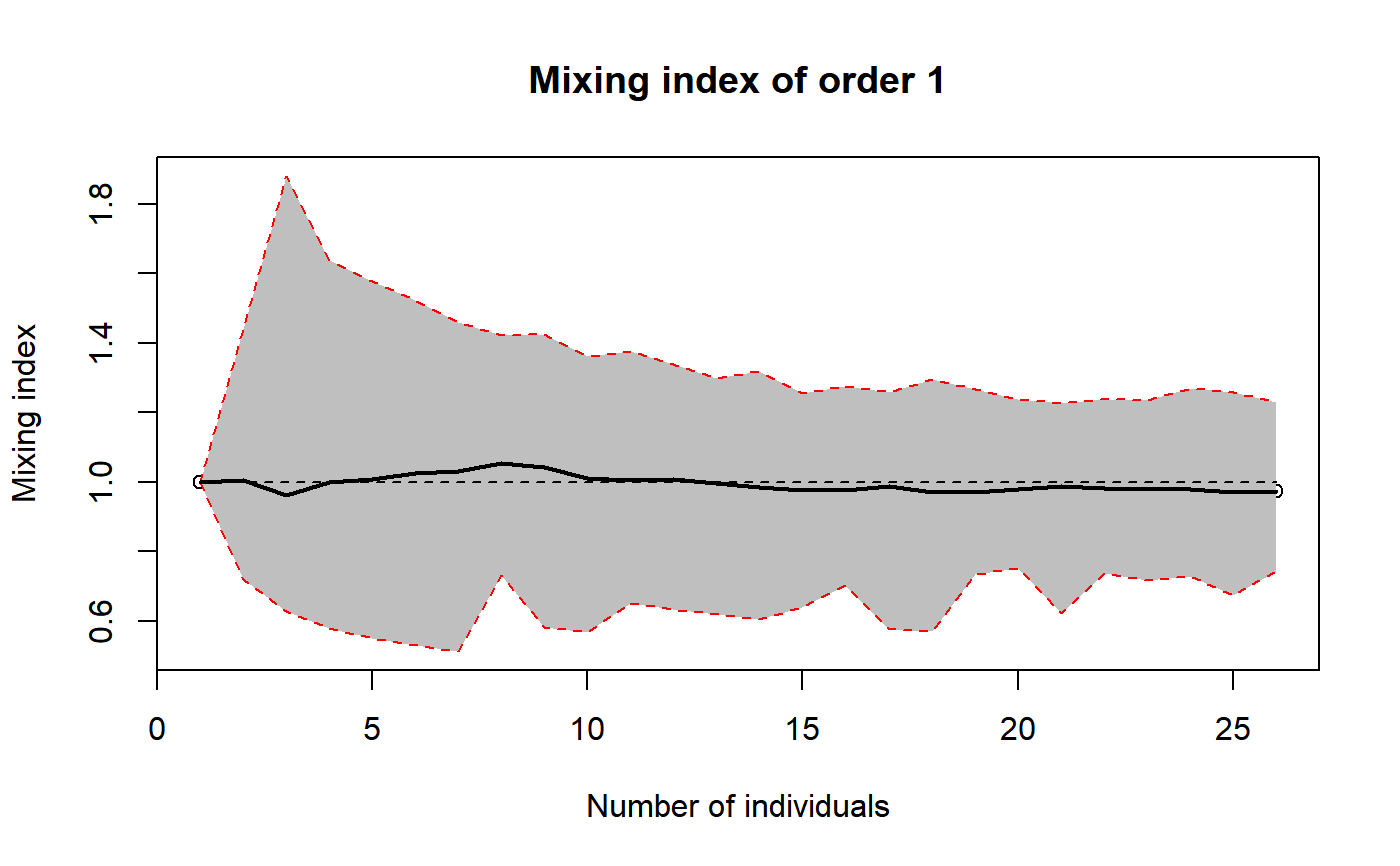 Mixing index of order 1
Mixing index
1.8
1.4
1.0
0.6
0 5 10 15 20 25
Number of individuals